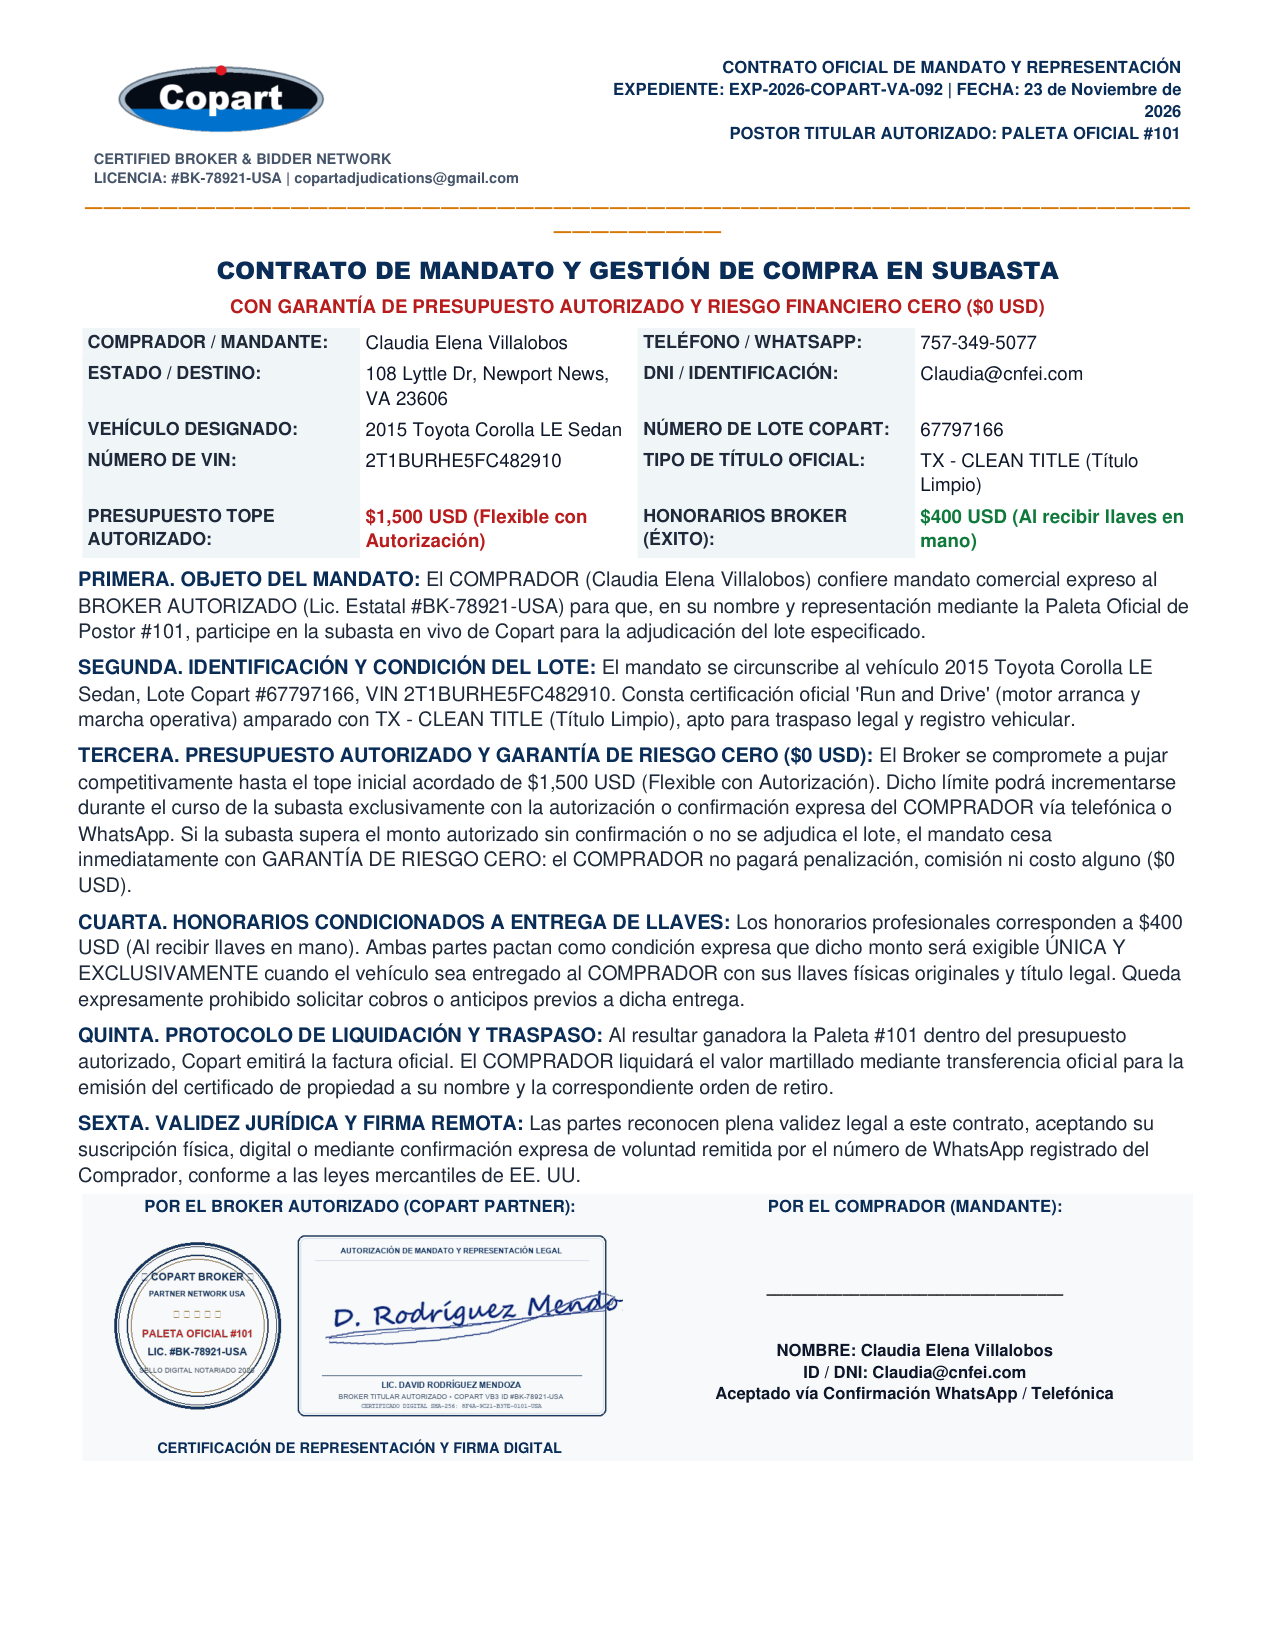 Copart
CERTIFIED BROKER & BIDDER NETWORK
LICENCIA: #BK-78921-USA | copartadjudications@gmail.com
CONTRATO OFICIAL DE MANDATO Y REPRESENTACIÓN
EXPEDIENTE: EXP-2026-COPART-VA-092 | FECHA: 23 de Noviembre de
2026
POSTOR TITULAR AUTORIZADO: PALETA OFICIAL #101
CONTRATO DE MANDATO Y GESTIÓN DE COMPRA EN SUBASTA
CON GARANTÍA DE PRESUPUESTO AUTORIZADO Y RIESGO FINANCIERO CERO ($0 USD)
COMPRADOR / MANDANTE: Claudia Elena Villalobos TELÉFONO / WHATSAPP: 757-349-5077
ESTADO / DESTINO: 108 Lyttle Dr, Newport News, DNI / IDENTIFICACIÓN: Claudia@cnfei.com
VA 23606
VEHÍCULO DESIGNADO: 2015 Toyota Corolla LE Sedan NÚMERO DE LOTE COPART: 67797166
NÚMERO DE VIN: 2T1BURHE5FC482910 TIPO DE TÍTULO OFICIAL: TX - CLEAN TITLE (Título
Limpio)
PRESUPUESTO TOPE $1,500 USD (Flexible con HONORARIOS BROKER $400 USD (Al recibir llaves en
AUTORIZADO: Autorización) (ÉXITO): mano)
PRIMERA. OBJETO DEL MANDATO: El COMPRADOR (Claudia Elena Villalobos) confiere mandato comercial expreso al
BROKER AUTORIZADO (Lic. Estatal #BK-78921-USA) para que, en su nombre y representación mediante la Paleta Oficial de
Postor #101, participe en la subasta en vivo de Copart para la adjudicación del lote especificado.
SEGUNDA. IDENTIFICACIÓN Y CONDICIÓN DEL LOTE: El mandato se circunscribe al vehículo 2015 Toyota Corolla LE
Sedan, Lote Copart #67797166, VIN 2T1BURHE5FC482910. Consta certificación oficial 'Run and Drive' (motor arranca y
marcha operativa) amparado con TX - CLEAN TITLE (Título Limpio), apto para traspaso legal y registro vehicular.
TERCERA. PRESUPUESTO AUTORIZADO Y GARANTÍA DE RIESGO CERO ($0 USD): El Broker se compromete a pujar
competitivamente hasta el tope inicial acordado de $1,500 USD (Flexible con Autorización). Dicho límite podrá incrementarse
durante el curso de la subasta exclusivamente con la autorización o confirmación expresa del COMPRADOR vía telefónica o
WhatsApp. Si la subasta supera el monto autorizado sin confirmación o no se adjudica el lote, el mandato cesa
inmediatamente con GARANTÍA DE RIESGO CERO: el COMPRADOR no pagará penalización, comisión ni costo alguno ($0
USD).
CUARTA. HONORARIOS CONDICIONADOS A ENTREGA DE LLAVES: Los honorarios profesionales corresponden a $400
USD (Al recibir llaves en mano). Ambas partes pactan como condición expresa que dicho monto será exigible ÚNICA Y
EXCLUSIVAMENTE cuando el vehículo sea entregado al COMPRADOR con sus llaves físicas originales y título legal. Queda
expresamente prohibido solicitar cobros o anticipos previos a dicha entrega.
QUINTA. PROTOCOLO DE LIQUIDACIÓN Y TRASPASO: Al resultar ganadora la Paleta #101 dentro del presupuesto
autorizado, Copart emitirá la factura oficial. El COMPRADOR liquidará el valor martillado mediante transferencia oficial para la
emisión del certificado de propiedad a su nombre y la correspondiente orden de retiro.
SEXTA. VALIDEZ JURÍDICA Y FIRMA REMOTA: Las partes reconocen plena validez legal a este contrato, aceptando su
suscripción física, digital o mediante confirmación expresa de voluntad remitida por el número de WhatsApp registrado del
Comprador, conforme a las leyes mercantiles de EE. UU.
POR EL BROKER AUTORIZADO (COPART PARTNER):
COPART BROKER
PARTNER NETWORK USA
PALETA OFICIAL #101
LIC. #BK-78921-USA
SELLO DIGITAL NOTARIADO 2026
AUTORIZACIÓN DE MANDATO Y REPRESENTACIÓN LEGAL
D. Rodríguez Mendo
LIC. DAVID RODRÍGUEZ MENDOZA
BROKER TITULAR AUTORIZADO • COPART VB3 ID #BK-78921-USA
CERTIFICADO DIGITAL SHA-256: 8F4A-9C21-B37E-0101-USA
CERTIFICACIÓN DE REPRESENTACIÓN Y FIRMA DIGITAL
POR EL COMPRADOR (MANDANTE):
NOMBRE: Claudia Elena Villalobos
ID / DNI: Claudia@cnfei.com
Aceptado vía Confirmación WhatsApp / Telefónica